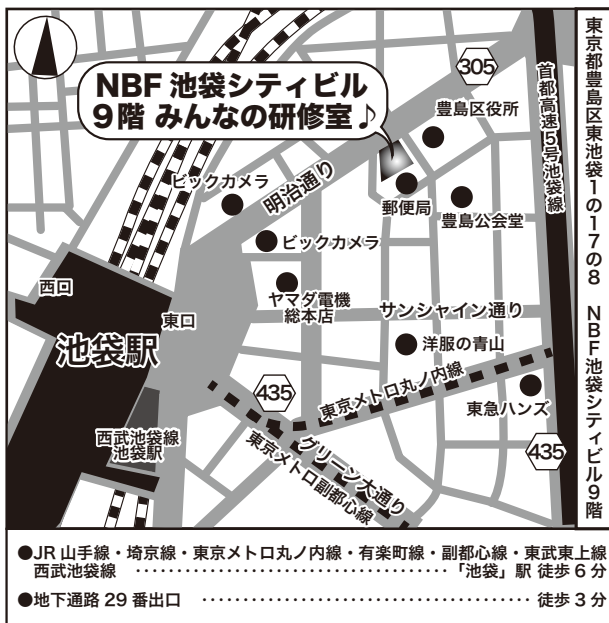 NBF 池袋シティビル
9階 みんなの研修室♪
305
豊島区役所
首都高速5号池袋線
ビックカメラ
明治通り
郵便局
豊島公会堂
ビックカメラ
西口
東口
ヤマダ電機
総本店
サンシャイン通り
池袋駅
洋服の青山
435
東京メトロ丸ノ内線
東急ハンズ
西武池袋線
池袋駅
グリーン大通り
東京メトロ副都心線
435
東京都豊島区東池袋1の17の8 NBF池袋シティビル9階
●JR 山手線・埼京線・東京メトロ丸ノ内線・有楽町線・副都心線・東武東上線
西武池袋線 ・・・・・・・・・・・・・・・・・・・・・・・・・・・・・・・・・・・ 「池袋」駅 徒歩 6 分
●地下通路 29 番出口 ・・・・・・・・・・・・・・・・・・・・・・・・・・・・・・・・・・・・ 徒歩 3 分